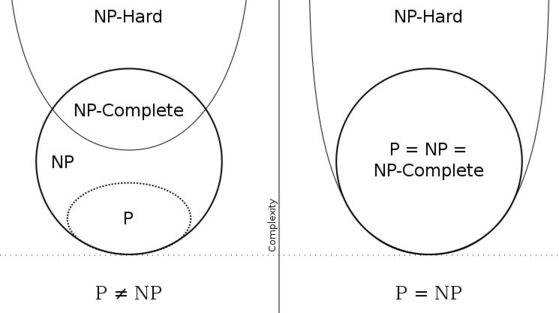 NP-Hard
NP-Complete
NP
P
P ≠ NP
Complexity
NP-Hard
P = NP =
NP-Complete
P = NP